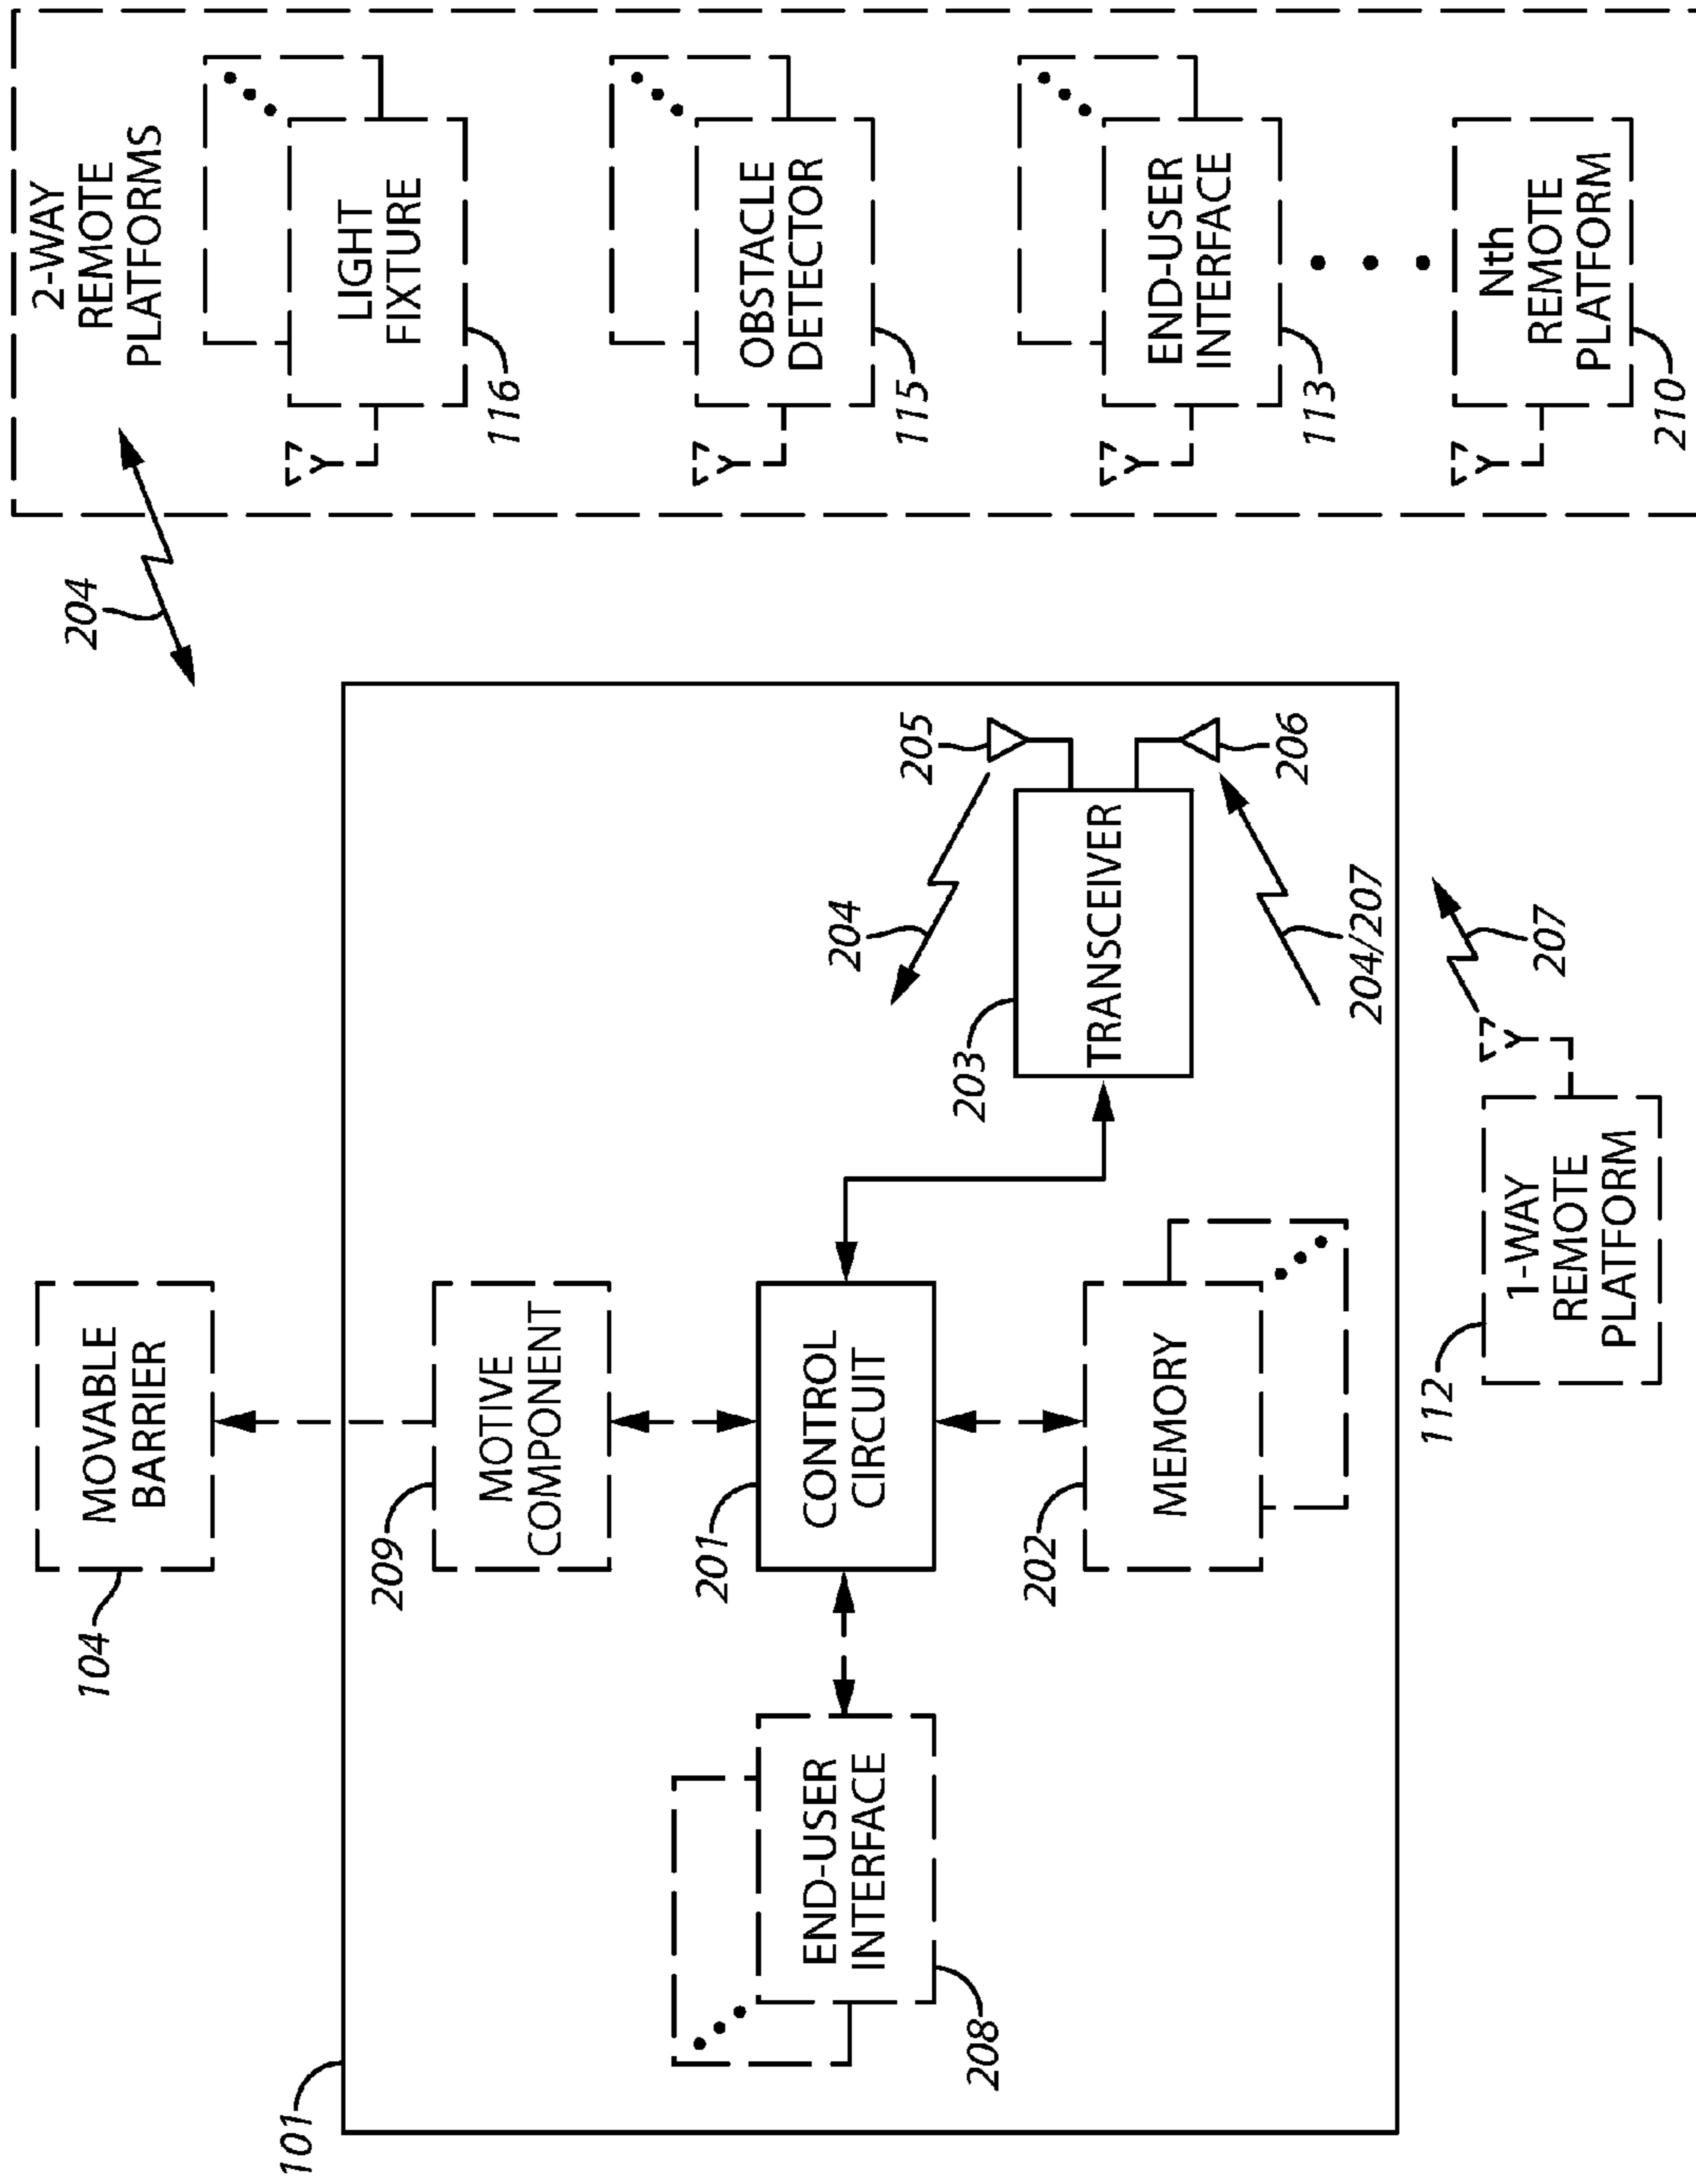 101
104
MOVABLE
BARRIER
209
MOTIVE
COMPONENT
201
CONTROL
CIRCUIT
END-USER
INTERFACE
208
202
MEMORY
203
TRANSCEIVER
204
205
206
204/207
207
112
1-WAY
REMOTE
PLATFORM
204
2-WAY
REMOTE
PLATFORMS
LIGHT
FIXTURE
116
OBSTACLE
DETECTOR
115
END-USER
INTERFACE
113
Nth
REMOTE
PLATFORM
210